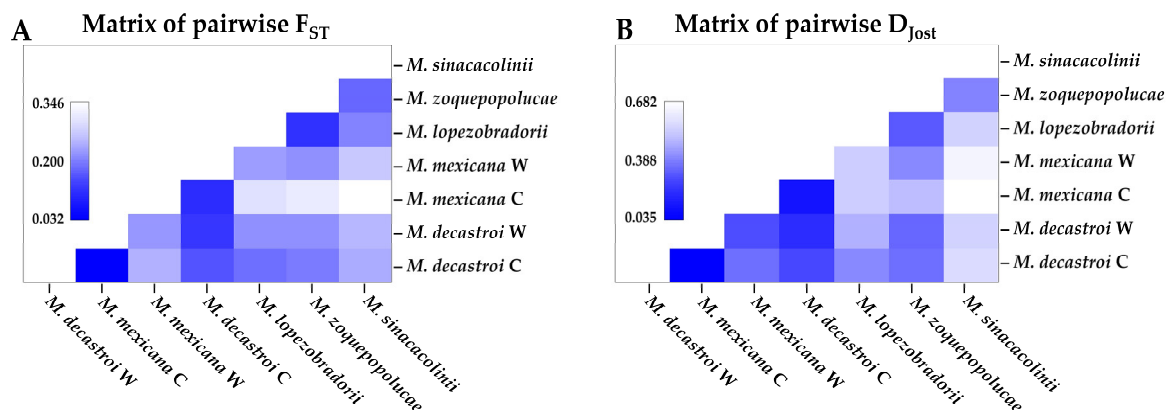 A
Matrix of pairwise FST
M. sinacacolinii
M. zoquepopolucae
M. lopezobradorii
M. mexicana W
M. mexicana C
M. decastroi W
M. decastroi C
0.346
0.200
0.032
M. decastroi W
M. mexicana C
M. mexicana W
M. decastroi C
M. lopezobradorii
M. zoquepopolucae
M. sinacacolinii
B
Matrix of pairwise DJost
M. sinacacolinii
M. zoquepopolucae
M. lopezobradorii
M. mexicana W
M. mexicana C
M. decastroi W
M. decastroi C
0.682
0.388
0.035
M. decastroi W
M. mexicana C
M. mexicana W
M. decastroi C
M. lopezobradorii
M. zoquepopolucae
M. sinacacolinii